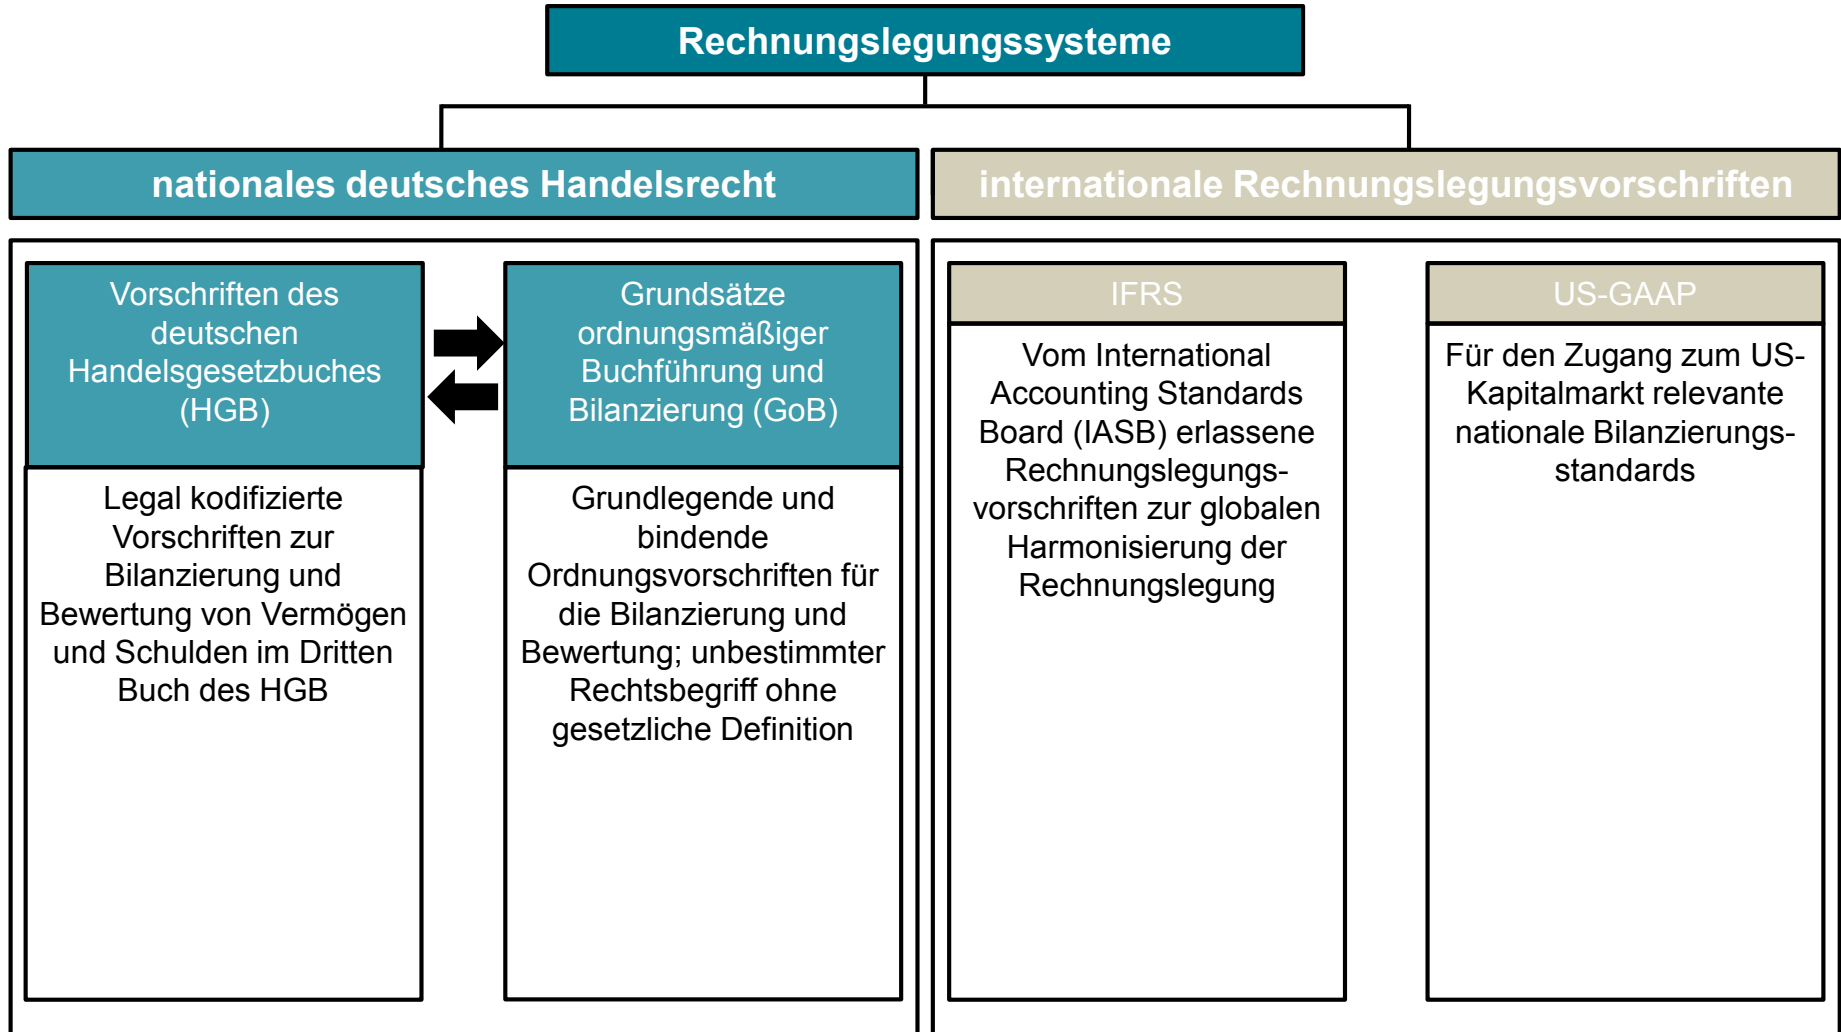 Rechnungslegungssysteme
nationales deutsches Handelsrecht
internationale Rechnungslegungsvorschriften
Vorschriften des
deutschen
Handelsgesetzbuches
(HGB)
Legal kodifizierte
Vorschriften zur
Bilanzierung und
Bewertung von Vermögen
und Schulden im Dritten
Buch des HGB
Grundsätze
ordnungsmäßiger
Buchführung und
Bilanzierung (GoB)
Grundlegende und
bindende
Ordnungsvorschriften für
die Bilanzierung und
Bewertung; unbestimmter
Rechtsbegriff ohne
gesetzliche Definition
IFRS
Vom International
Accounting Standards
Board (IASB) erlassene
Rechnungslegungs-
vorschriften zur globalen
Harmonisierung der
Rechnungslegung
US-GAAP
Für den Zugang zum US-
Kapitalmarkt relevante
nationale Bilanzierungs-
standards